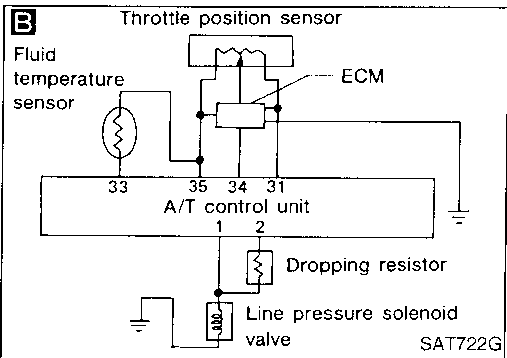 B
Throttle position sensor
Fluid
temperature
sensor
ECM
33 35 34 31
A/T control unit
1 2
Dropping resistor
Line pressure solenoid
valve
SAT722G